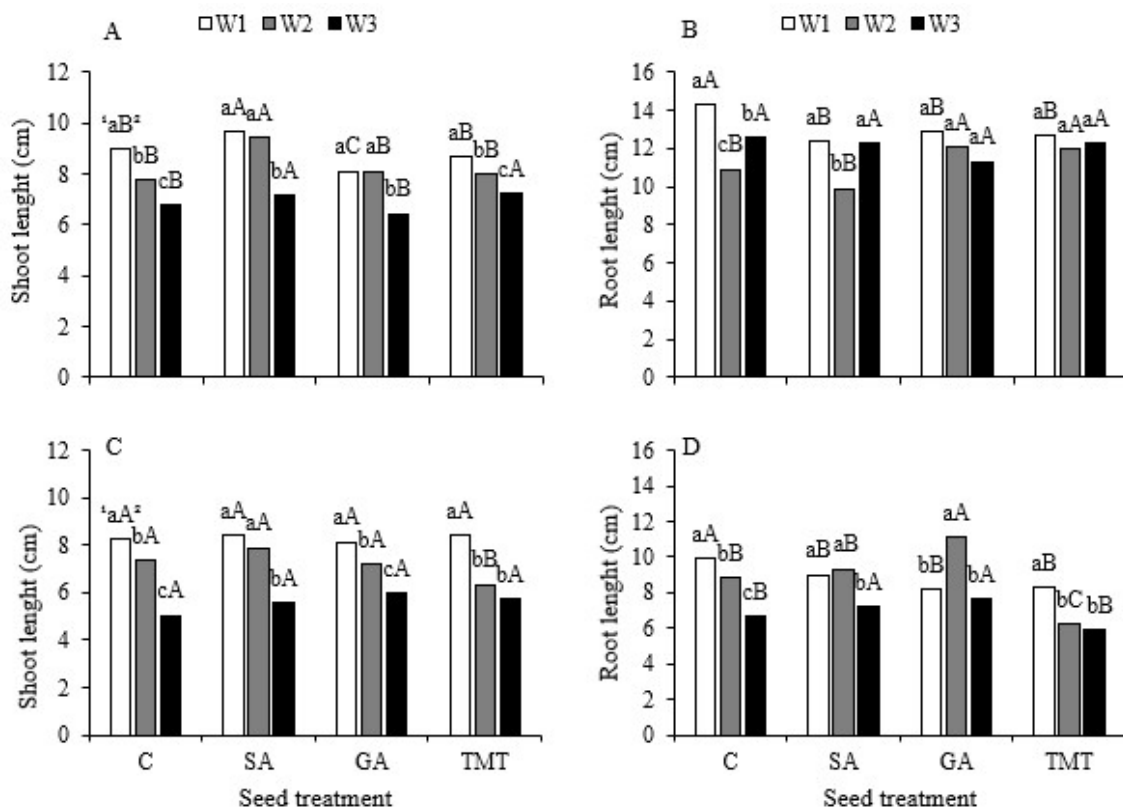 A
W1 W2 W3
Shoot lenght (cm)
12
10
8
6
4
2
0
¹aB² bB cB
aA aA bA
aC aB bB
aB bB cA
B
W1 W2 W3
Root lenght (cm)
16
14
12
10
8
6
4
2
0
aA cB bA
aB bB aA
aB aA aA
aB aA aA
C
Shoot lenght (cm)
12
10
8
6
4
2
0
¹aA² bA cA
aA aA bA
aA bA cA
aA bB bA
C SA GA TMT
Seed treatment
D
Root lenght (cm)
16
14
12
10
8
6
4
2
0
aA bB cB
aB aB bA
bB aA bA
aB bC bB
C SA GA TMT
Seed treatment